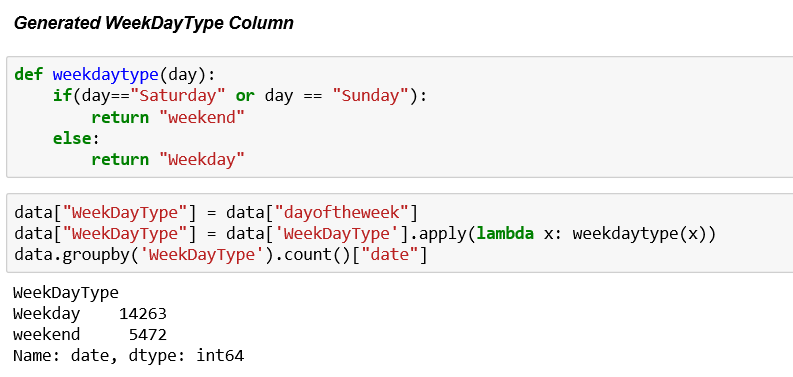 Generated WeekDayType Column
def weekdaytype(day):
    if(day=="Saturday" or day == "Sunday"):
        return "weekend"
    else:
        return "Weekday"
data["WeekDayType"] = data["dayoftheweek"]
data["WeekDayType"] = data['WeekDayType'].apply(lambda x: weekdaytype(x))
data.groupby('WeekDayType').count()["date"]
WeekDayType
Weekday    14263
weekend     5472
Name: date, dtype: int64